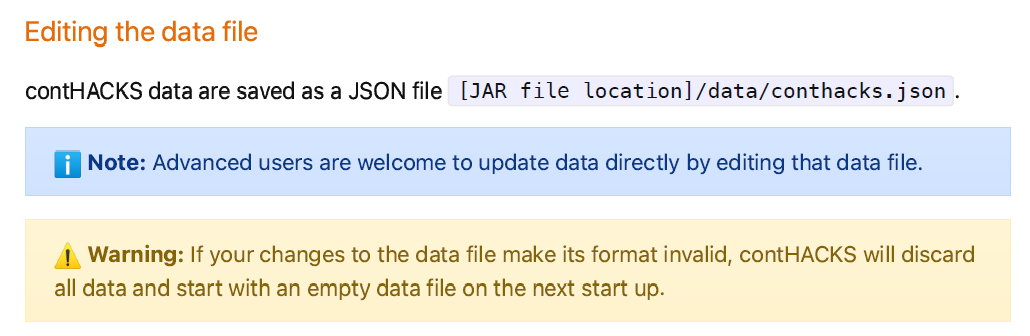 Editing the data file
contHACKS data are saved as a JSON file [JAR file location]/data/conthacks.json.
ℹ️ Note: Advanced users are welcome to update data directly by editing that data file.
⚠️ Warning: If your changes to the data file make its format invalid, contHACKS will discard
all data and start with an empty data file on the next start up.